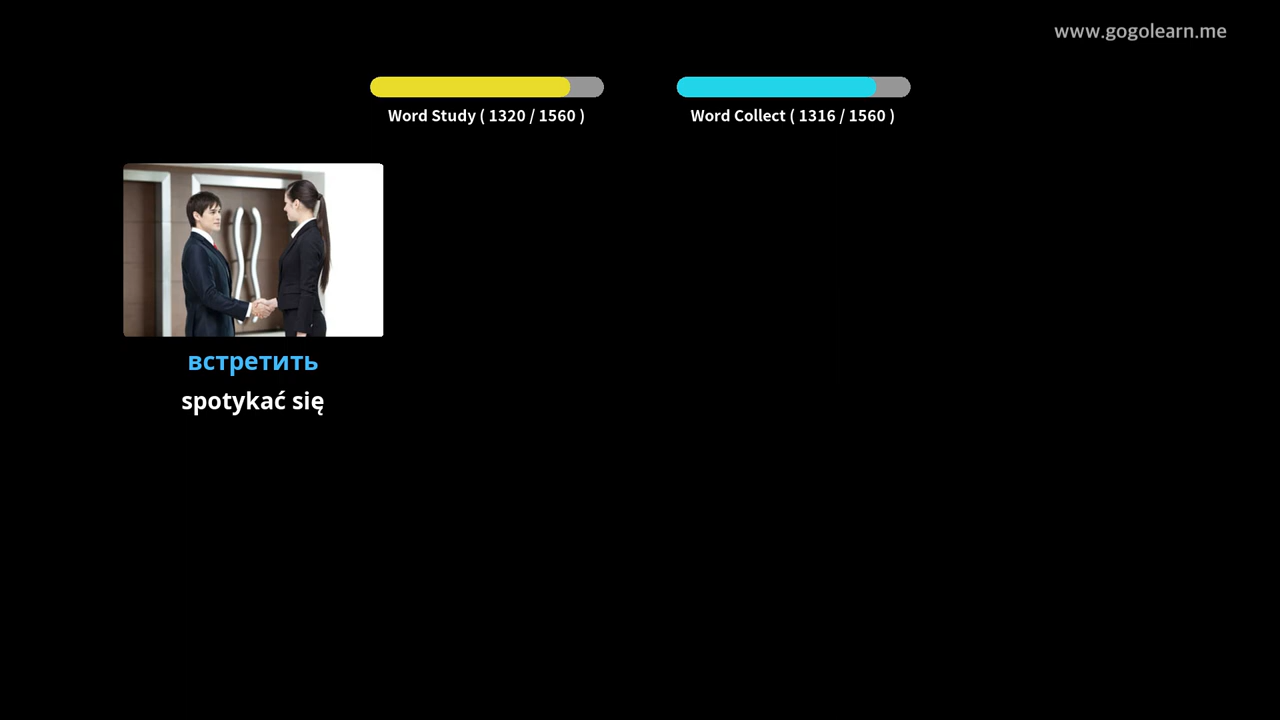 www.gogolearn.me
Word Study ( 1320 / 1560 )
Word Collect ( 1316 / 1560 )
встретить
spotykać się